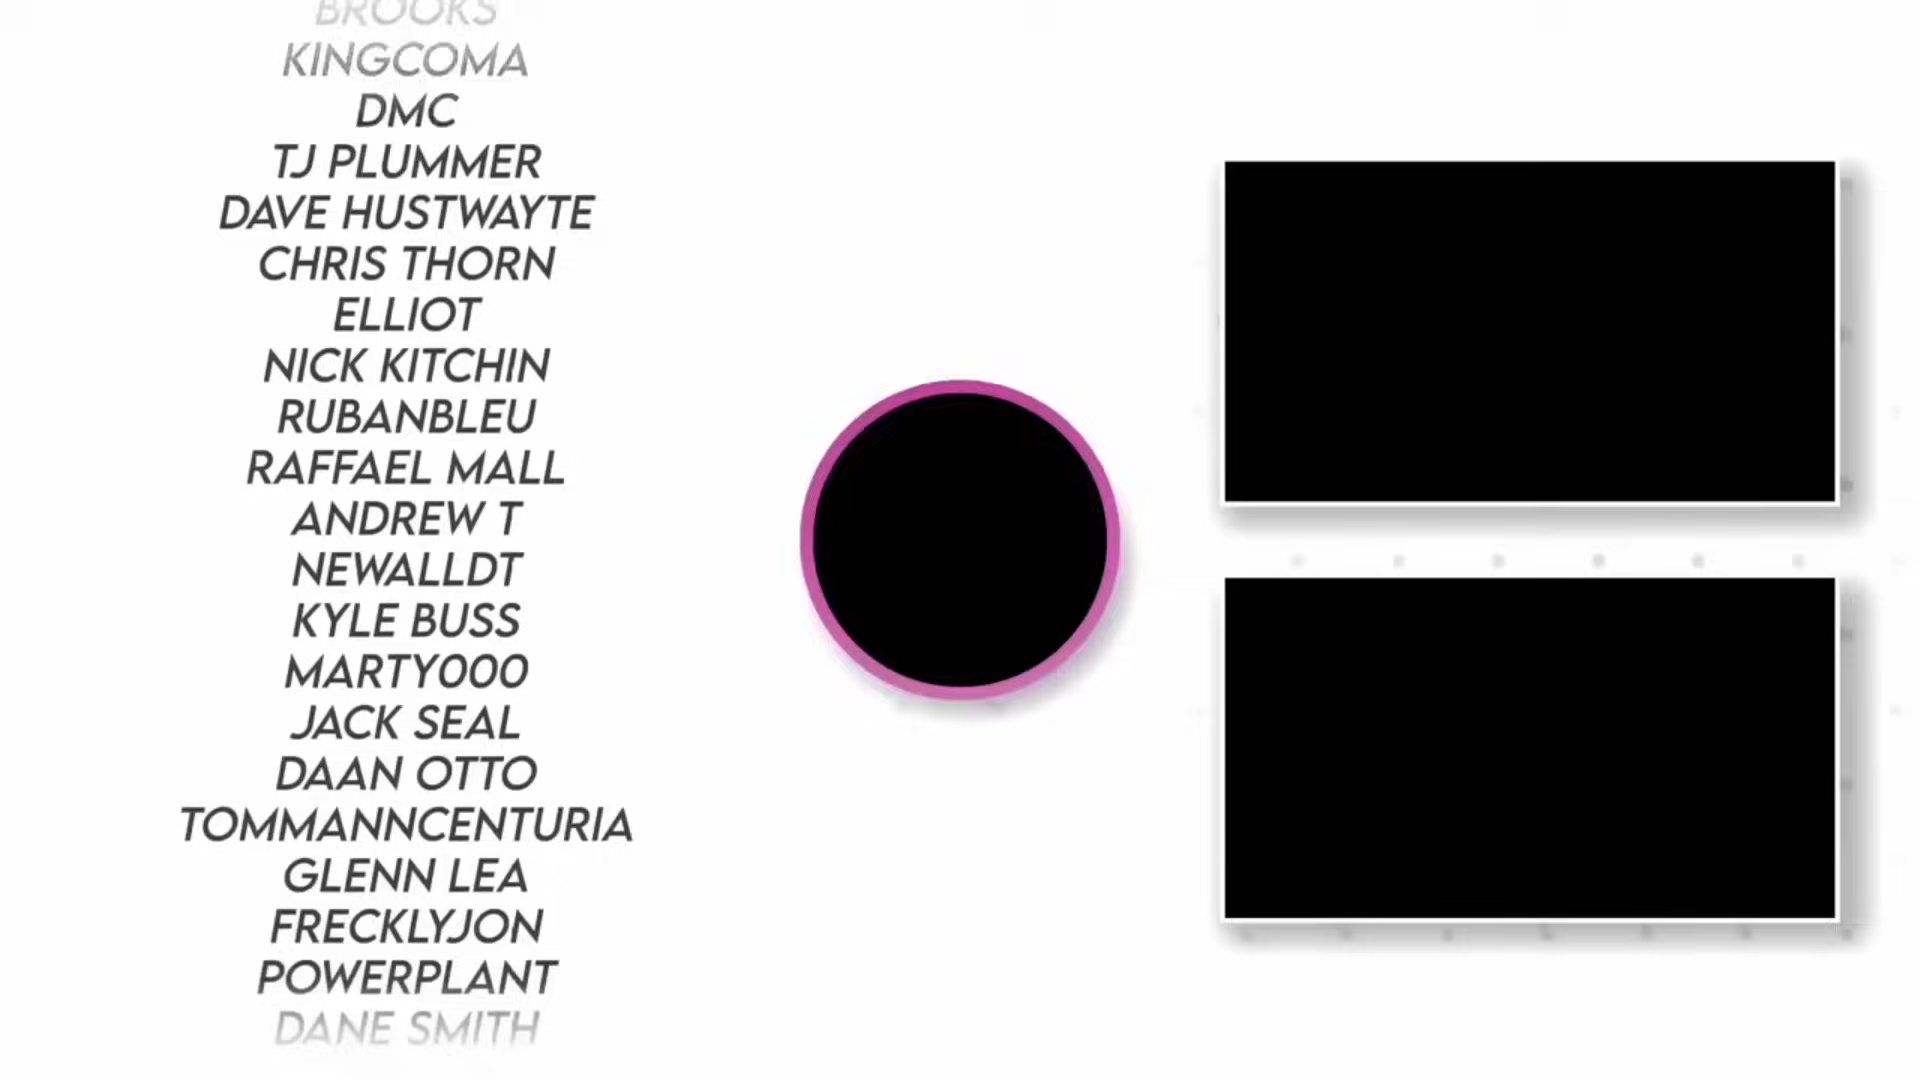 BROOKS
KINGCOMA
DMC
TJ PLUMMER
DAVE HUSTWAYTE
CHRIS THORN
ELLIOT
NICK KITCHIN
RUBANBLEU
RAFFAEL MALL
ANDREW T
NEWALLDT
KYLE BUSS
MARTY000
JACK SEAL
DAAN OTTO
TOMMANNCENTURIA
GLENN LEA
FRECKLYJON
POWERPLANT
DANE SMITH